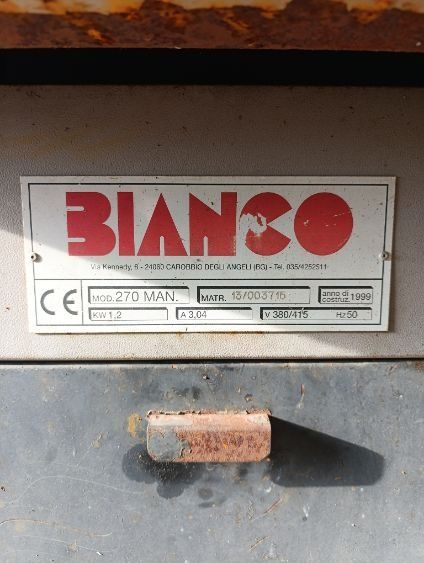 BIANCO
Via Kennedy, 6 - 24060 CAROBBIO DEGLI ANGELI (BG) - Tel. 035/4252511
CE MOD. 270 MAN. MATR. 13/003715 anno di costruz. 1999
KW 1,2 A 3,04 V 380/415 Hz 50